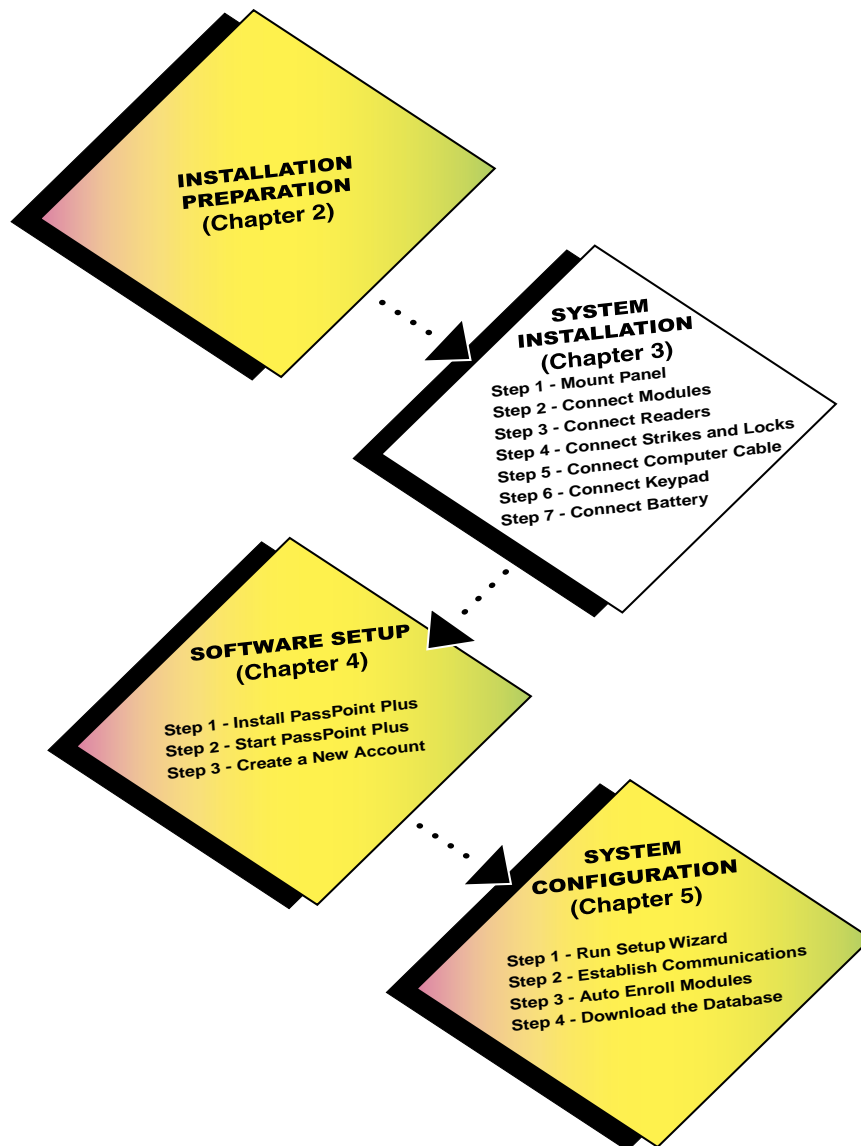 INSTALLATION
PREPARATION
(Chapter 2)
SYSTEM
INSTALLATION
(Chapter 3)
Step 1 - Mount Panel
Step 2 - Connect Modules
Step 3 - Connect Readers
Step 4 - Connect Strikes and Locks
Step 5 - Connect Computer Cable
Step 6 - Connect Keypad
Step 7 - Connect Battery
SOFTWARE SETUP
(Chapter 4)
Step 1 - Install PassPoint Plus
Step 2 - Start PassPoint Plus
Step 3 - Create a New Account
SYSTEM
CONFIGURATION
(Chapter 5)
Step 1 - Run Setup Wizard
Step 2 - Establish Communications
Step 3 - Auto Enroll Modules
Step 4 - Download the Database